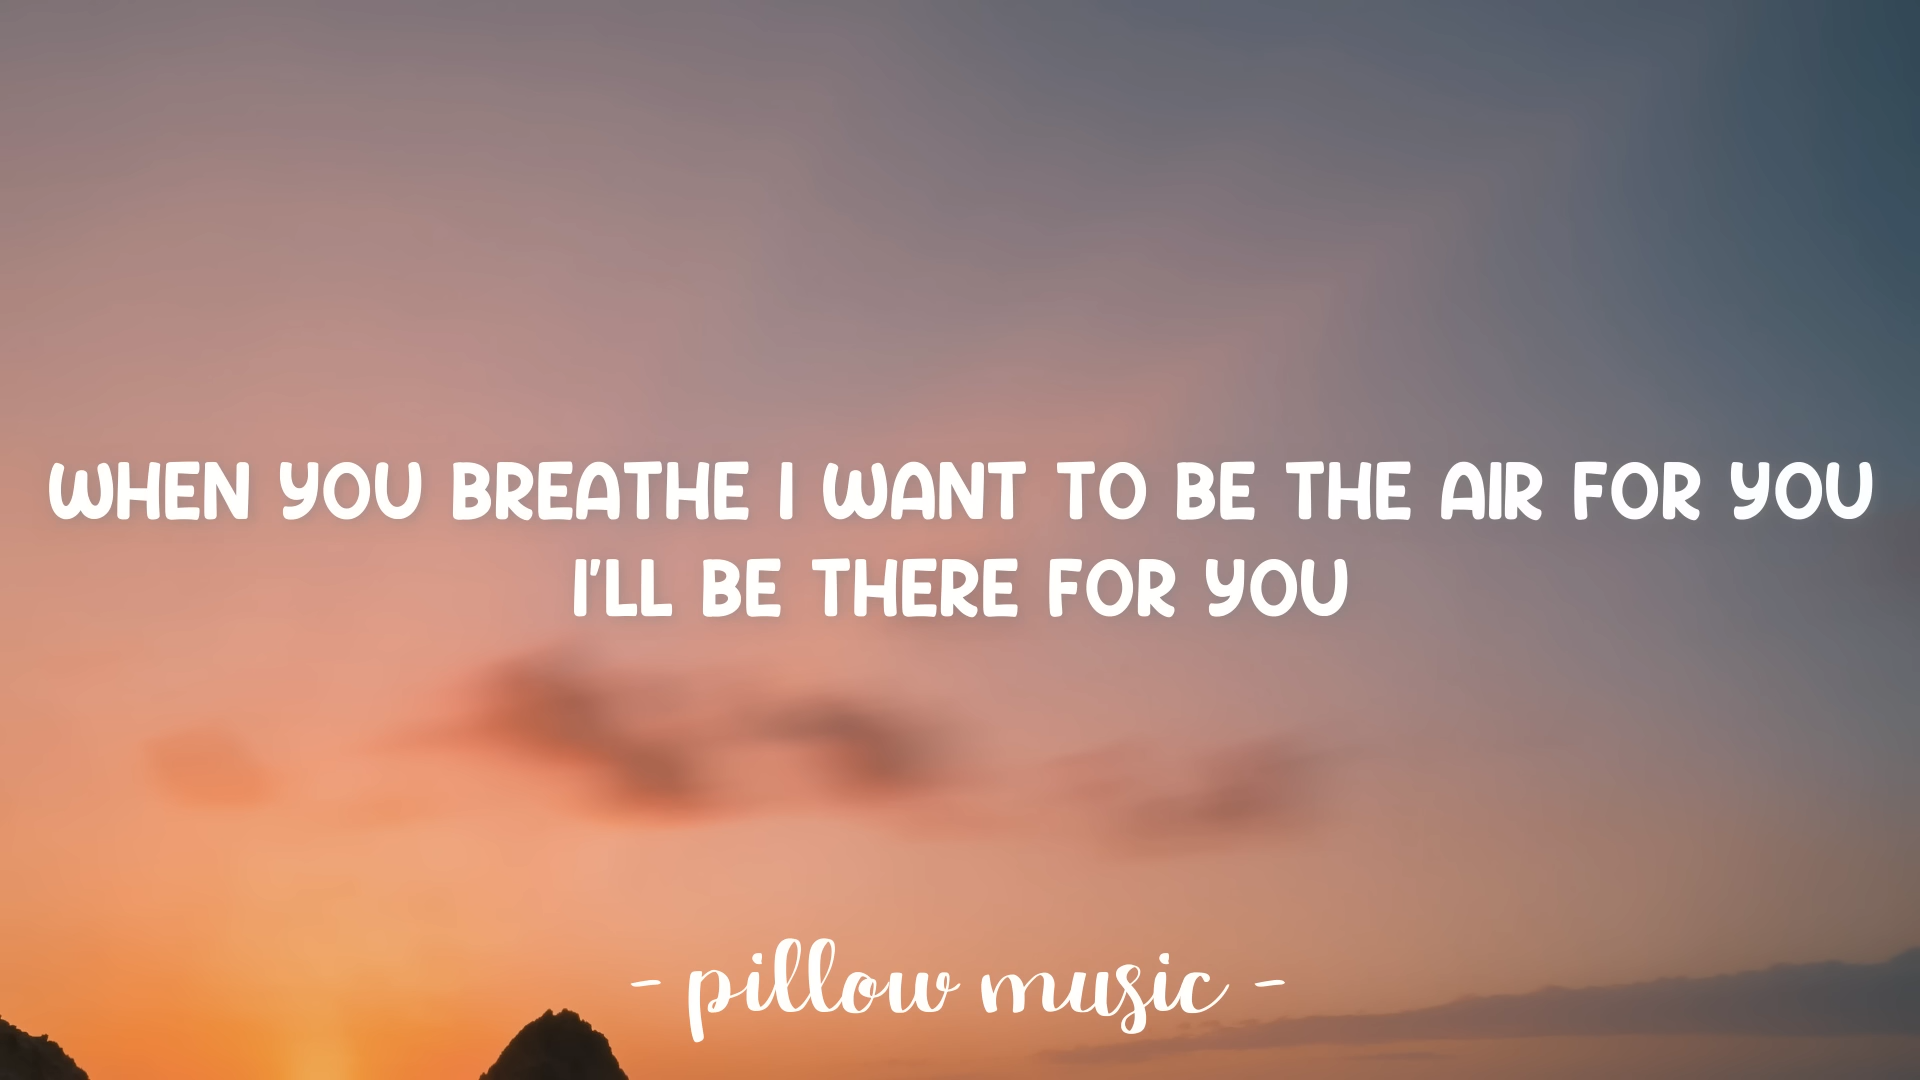 WHEN YOU BREATHE I WANT TO BE THE AIR FOR YOU
I'LL BE THERE FOR YOU
- pillow music -